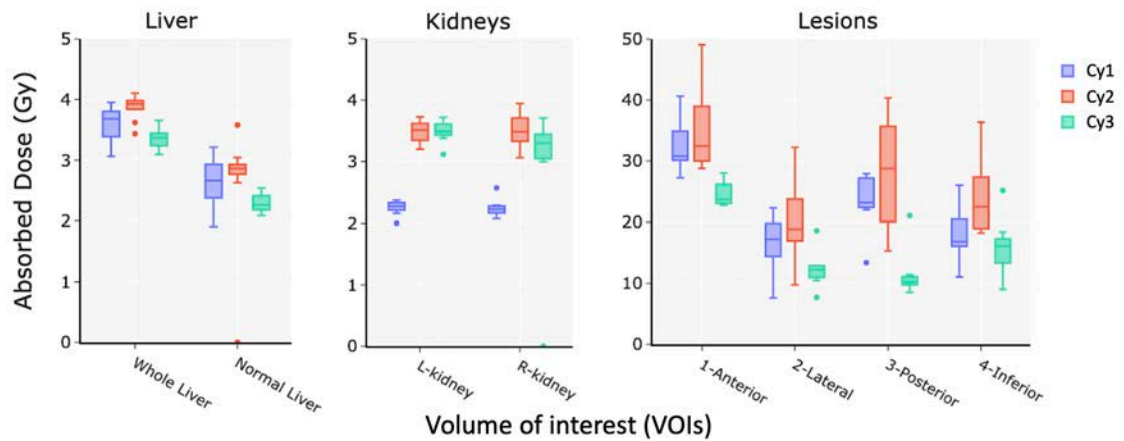 Liver
Kidneys
Lesions
Absorbed Dose (Gy)
5
4
3
2
1
0
Whole Liver
Normal Liver
5
4
3
2
1
0
L-kidney
R-kidney
50
40
30
20
10
0
1-Anterior
2-Lateral
3-Posterior
4-Inferior
Cy1
Cy2
Cy3
Volume of interest (VOIs)